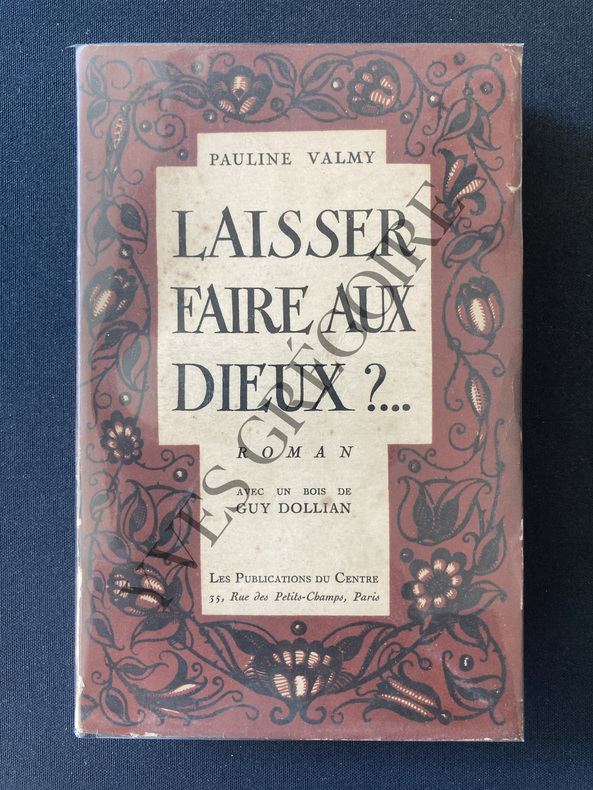 PAULINE VALMY
LAISSER
FAIRE AUX
DIEUX ?...
ROMAN
AVEC UN BOIS DE
GUY DOLLIAN
LES PUBLICATIONS DU CENTRE
35, Rue des Petits-Champs, Paris
YVES GRÉGOIRE